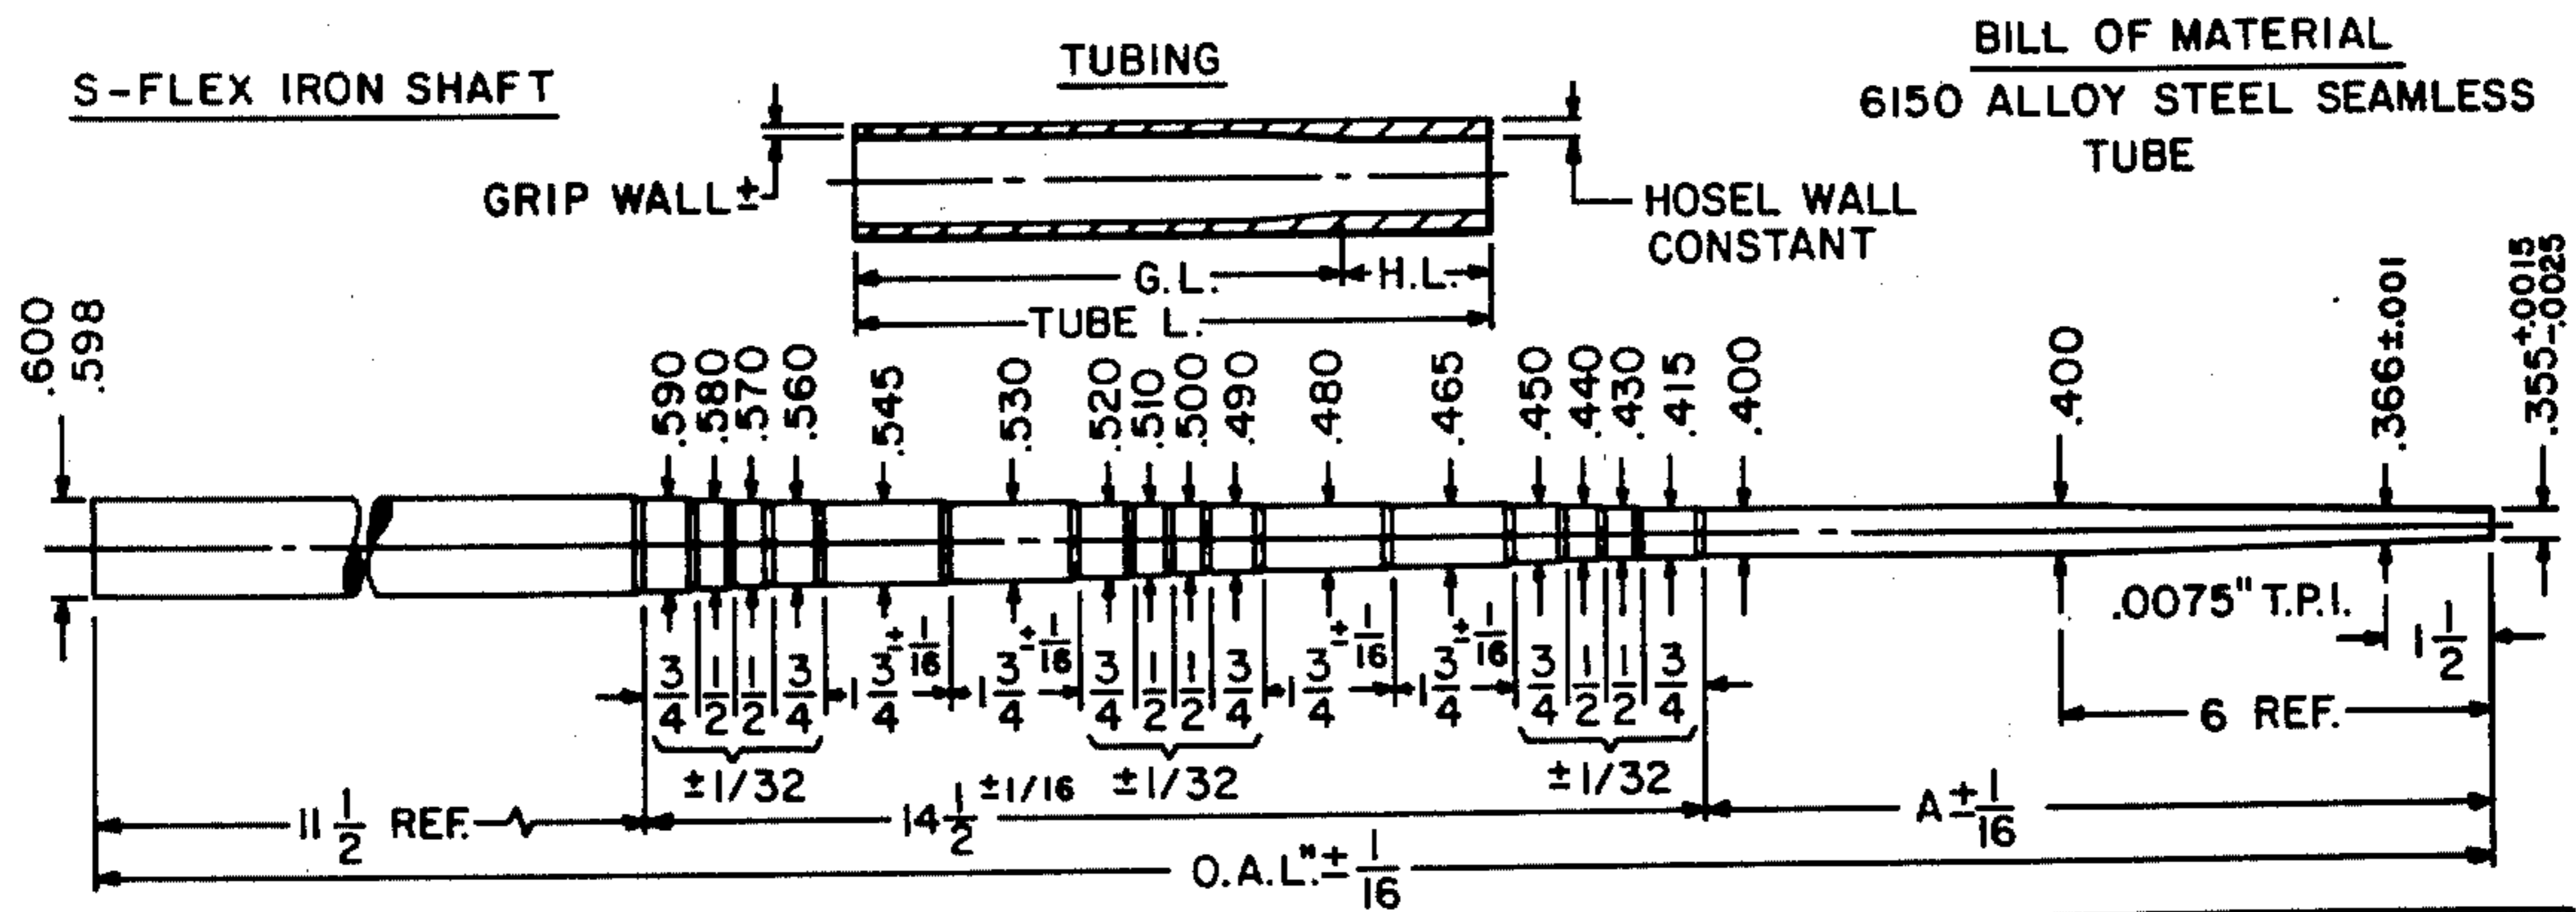 S-FLEX IRON SHAFT
TUBING
BILL OF MATERIAL
6150 ALLOY STEEL SEAMLESS
TUBE
GRIP WALL ±
HOSEL WALL
CONSTANT
G.L. H.L.
TUBE L.
.600
.598
.590 .580 .570 .560 .545 .530 .520 .510 .500 .490 .480 .465 .450 .440 .430 .415 .400 .400 .366±.001 .355+.0015 -.0025
.0075" T.P.I.
3/4 1/2 1/2 3/4 1 3/4 ±1/16 1 3/4 ±1/16 3/4 1/2 1/2 3/4 1 3/4 ±1/16 1 3/4 ±1/16 3/4 1/2 1/2 3/4 1 1/2
6 REF.
±1/32 ±1/32 ±1/32
11 1/2 REF. 14 1/2 ±1/16 A ± 1/16
O.A.L." ± 1/16